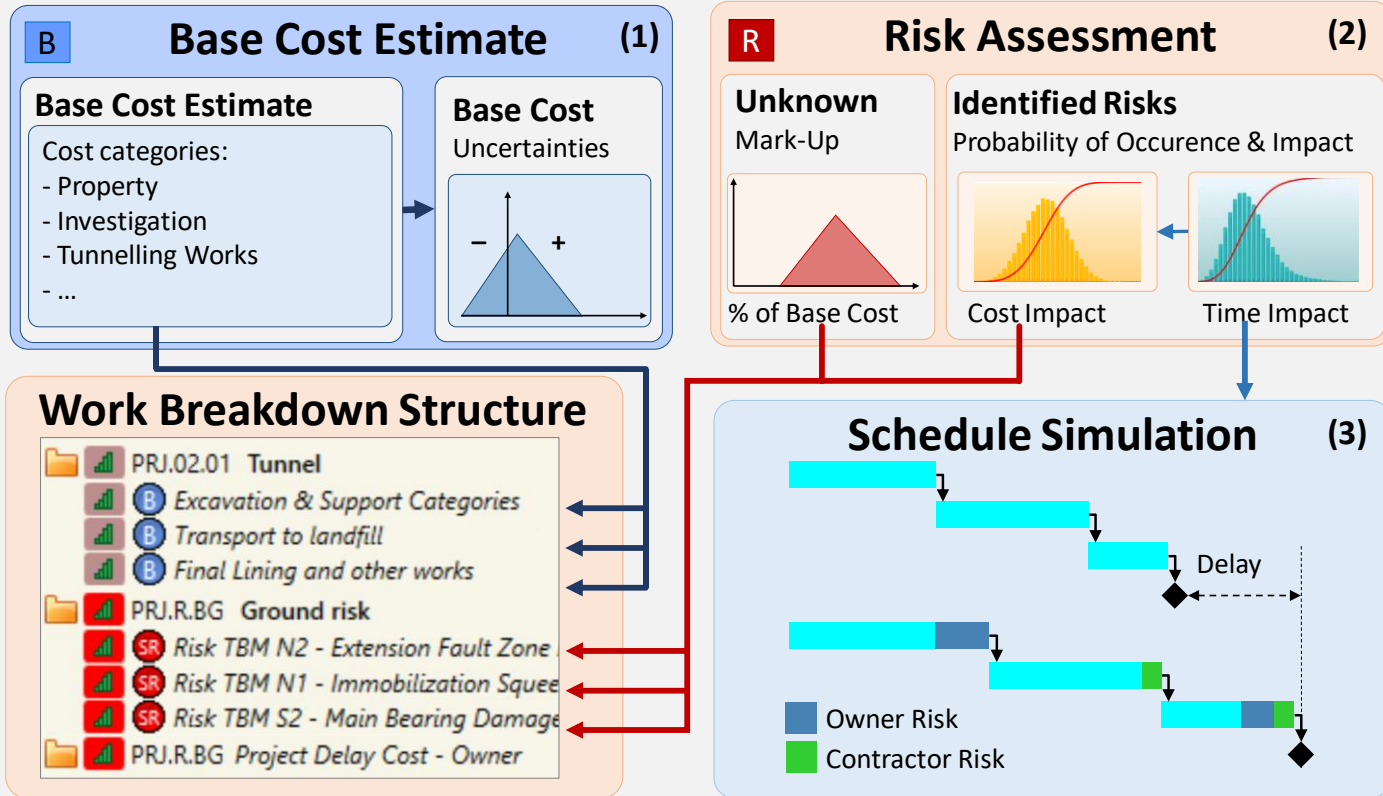 B Base Cost Estimate (1)
Base Cost Estimate
Cost categories:
- Property
- Investigation
- Tunnelling Works
- ...
Base Cost
Uncertainties
– +
R Risk Assessment (2)
Unknown
Mark-Up
% of Base Cost
Identified Risks
Probability of Occurence & Impact
Cost Impact
Time Impact
Work Breakdown Structure
PRJ.02.01 Tunnel
B Excavation & Support Categories
B Transport to landfill
B Final Lining and other works
PRJ.R.BG Ground risk
SR Risk TBM N2 - Extension Fault Zone
SR Risk TBM N1 - Immobilization Squee
SR Risk TBM S2 - Main Bearing Damage
PRJ.R.BG Project Delay Cost - Owner
Schedule Simulation (3)
Delay
Owner Risk
Contractor Risk